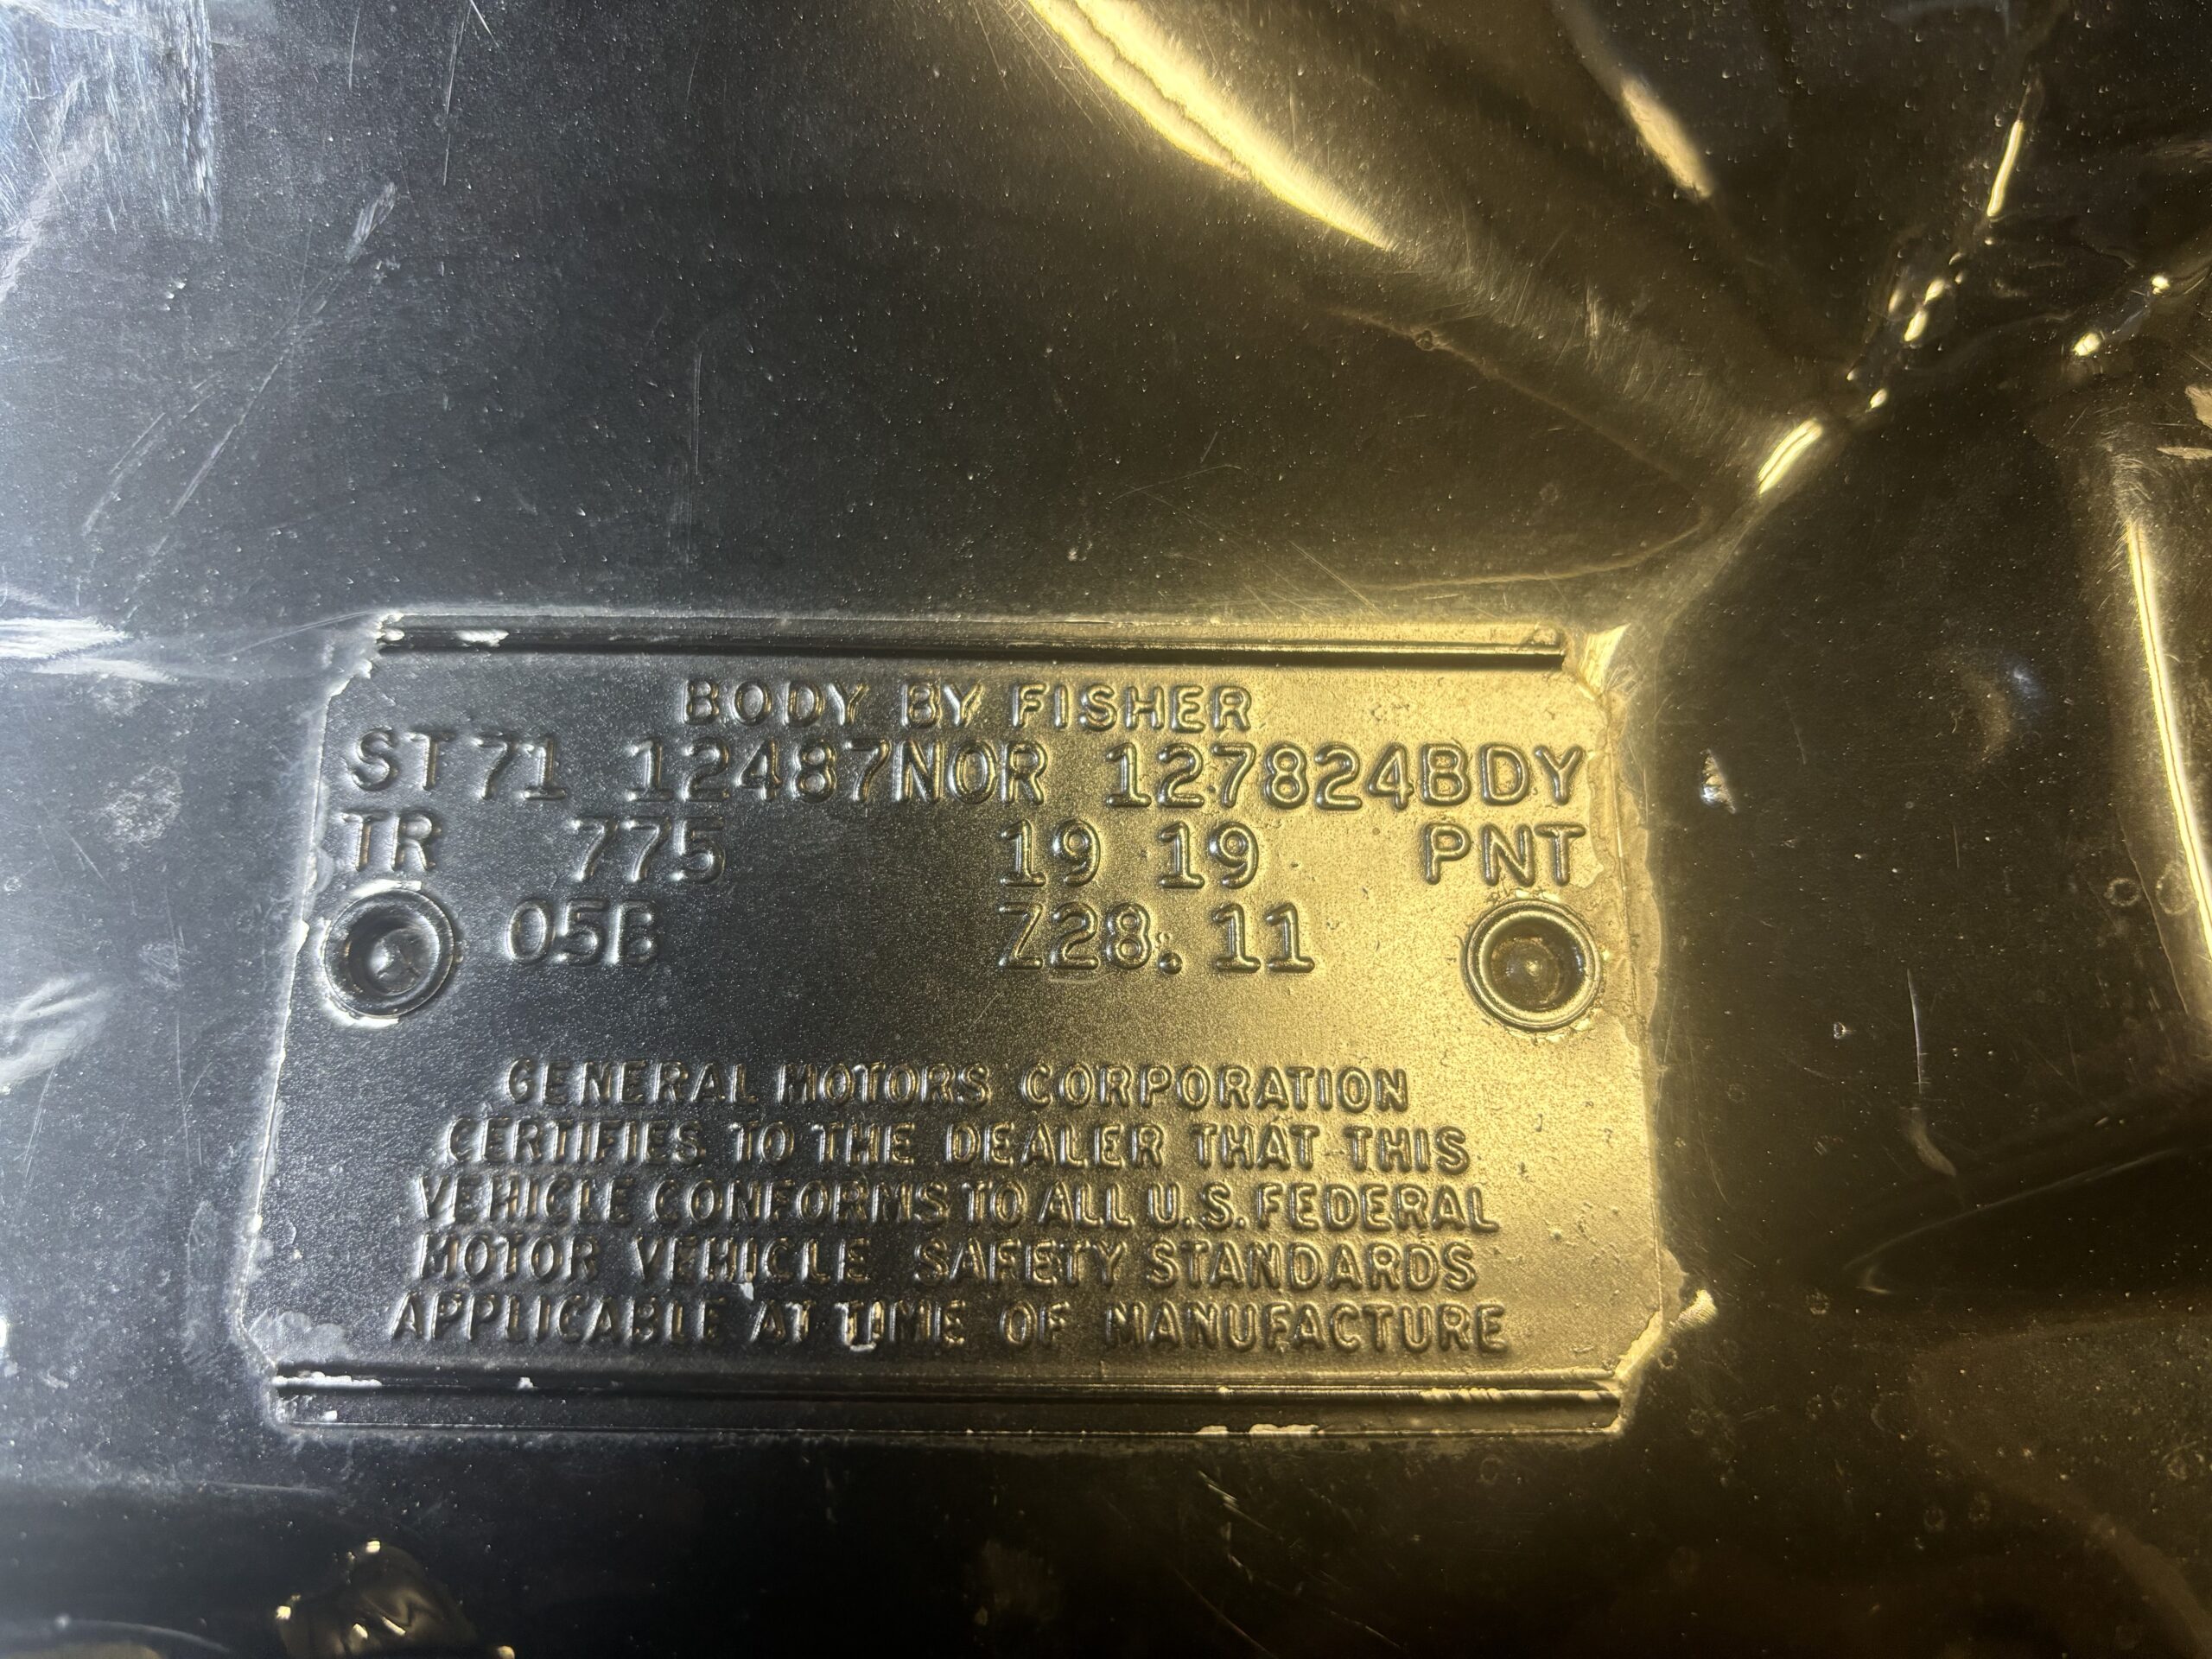 BODY BY FISHER
ST71 12487NOR 127824BDY
TR 775 19 19 PNT
05B Z28: 11
GENERAL MOTORS CORPORATION
CERTIFIES TO THE DEALER THAT THIS
VEHICLE CONFORMS TO ALL U.S. FEDERAL
MOTOR VEHICLE SAFETY STANDARDS
APPLICABLE AT TIME OF MANUFACTURE